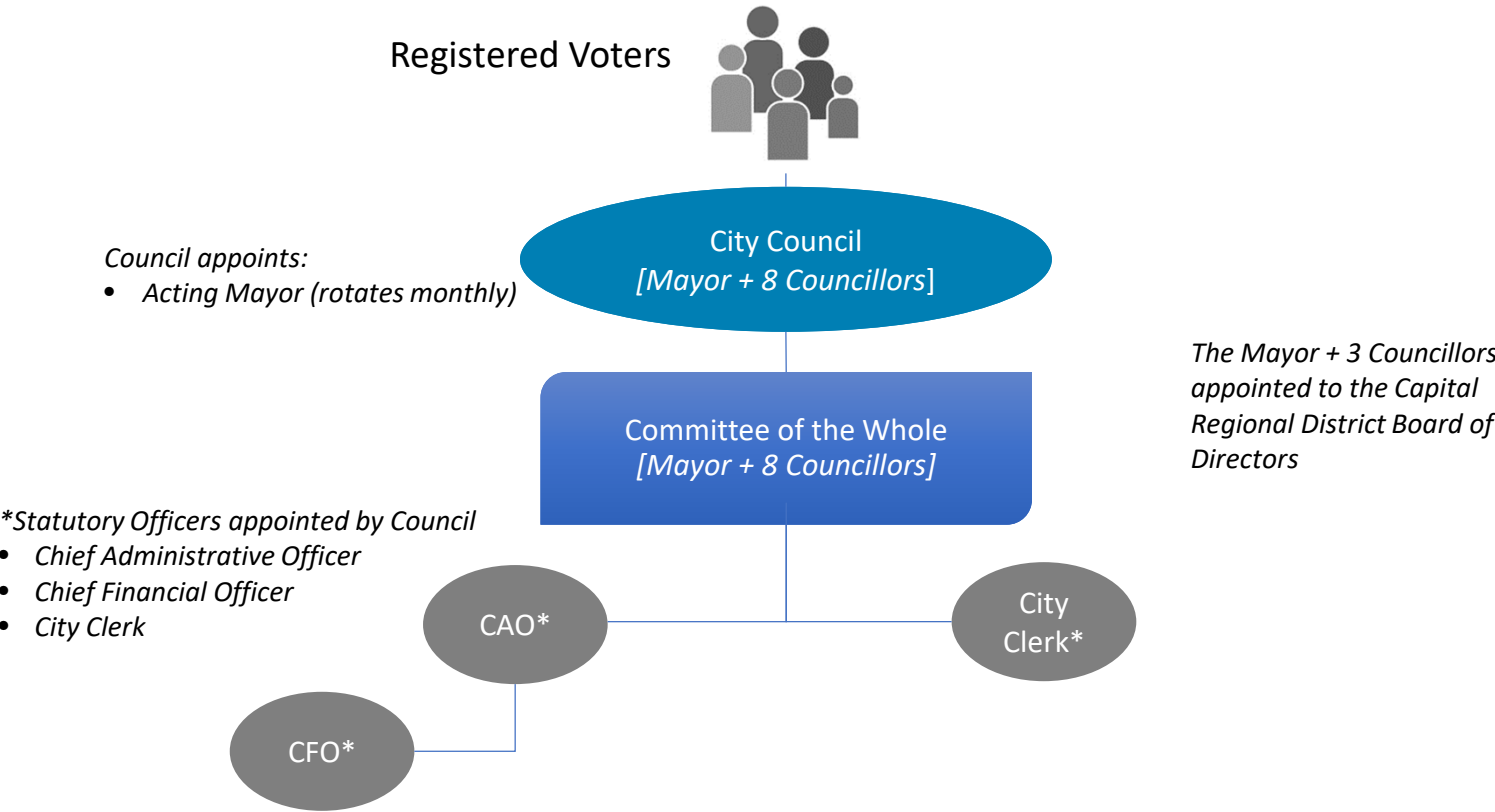 Registered Voters
City Council
[Mayor + 8 Councillors]
Council appoints:
• Acting Mayor (rotates monthly)
The Mayor + 3 Councillors
appointed to the Capital
Regional District Board of
Directors
Committee of the Whole
[Mayor + 8 Councillors]
*Statutory Officers appointed by Council
• Chief Administrative Officer
• Chief Financial Officer
• City Clerk
CAO*
City
Clerk*
CFO*